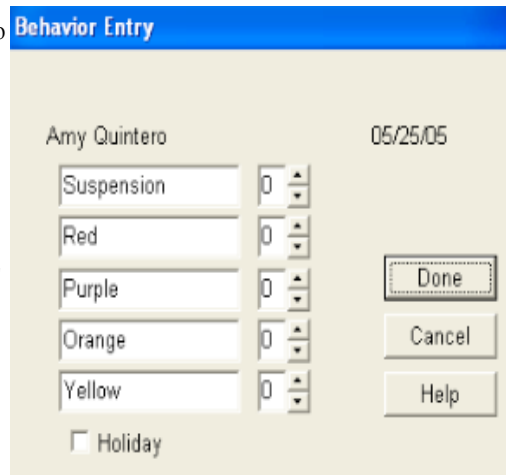 Behavior Entry
Amy Quintero 05/25/05
Suspension 0
Red 0
Purple 0
Done
Orange 0
Cancel
Yellow 0
Help
Holiday